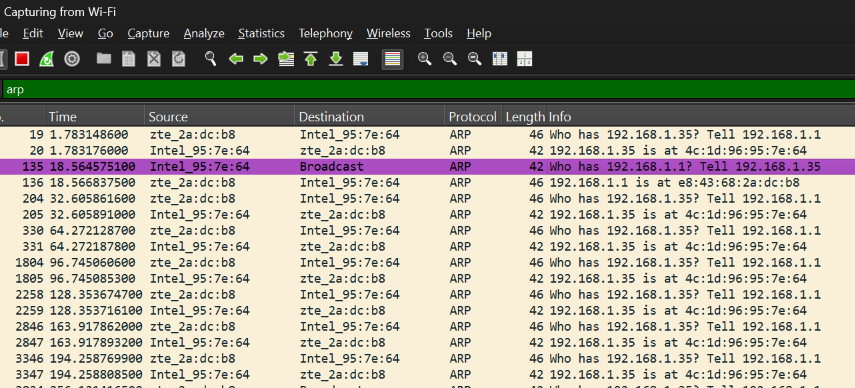 Capturing from Wi-Fi
le Edit View Go Capture Analyze Statistics Telephony Wireless Tools Help
arp
. Time Source Destination Protocol Length Info
19 1.783148600 zte_2a:dc:b8 Intel_95:7e:64 ARP 46 Who has 192.168.1.35? Tell 192.168.1.1
20 1.783176000 Intel_95:7e:64 zte_2a:dc:b8 ARP 42 192.168.1.35 is at 4c:1d:96:95:7e:64
135 18.564575100 Intel_95:7e:64 Broadcast ARP 42 Who has 192.168.1.1? Tell 192.168.1.35
136 18.566837500 zte_2a:dc:b8 Intel_95:7e:64 ARP 46 192.168.1.1 is at e8:43:68:2a:dc:b8
204 32.605861600 zte_2a:dc:b8 Intel_95:7e:64 ARP 46 Who has 192.168.1.35? Tell 192.168.1.1
205 32.605891000 Intel_95:7e:64 zte_2a:dc:b8 ARP 42 192.168.1.35 is at 4c:1d:96:95:7e:64
330 64.272128700 zte_2a:dc:b8 Intel_95:7e:64 ARP 46 Who has 192.168.1.35? Tell 192.168.1.1
331 64.272187800 Intel_95:7e:64 zte_2a:dc:b8 ARP 42 192.168.1.35 is at 4c:1d:96:95:7e:64
1804 96.745060600 zte_2a:dc:b8 Intel_95:7e:64 ARP 46 Who has 192.168.1.35? Tell 192.168.1.1
1805 96.745085300 Intel_95:7e:64 zte_2a:dc:b8 ARP 42 192.168.1.35 is at 4c:1d:96:95:7e:64
2258 128.353674700 zte_2a:dc:b8 Intel_95:7e:64 ARP 46 Who has 192.168.1.35? Tell 192.168.1.1
2259 128.353716100 Intel_95:7e:64 zte_2a:dc:b8 ARP 42 192.168.1.35 is at 4c:1d:96:95:7e:64
2846 163.917862000 zte_2a:dc:b8 Intel_95:7e:64 ARP 46 Who has 192.168.1.35? Tell 192.168.1.1
2847 163.917893200 Intel_95:7e:64 zte_2a:dc:b8 ARP 42 192.168.1.35 is at 4c:1d:96:95:7e:64
3346 194.258769900 zte_2a:dc:b8 Intel_95:7e:64 ARP 46 Who has 192.168.1.35? Tell 192.168.1.1
3347 194.258808500 Intel_95:7e:64 zte_2a:dc:b8 ARP 42 192.168.1.35 is at 4c:1d:96:95:7e:64